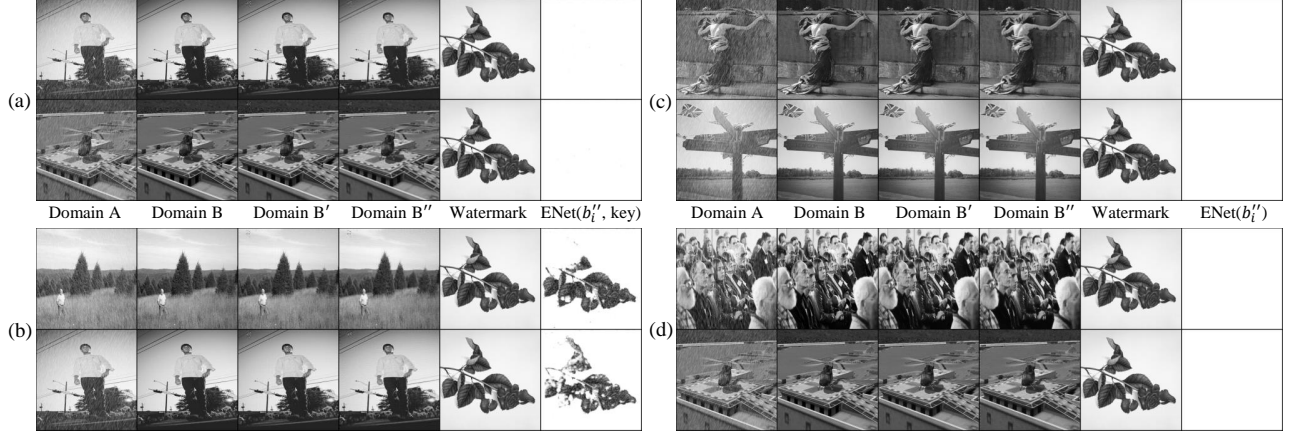 (a)
(c)
Domain A Domain B Domain B′ Domain B″ Watermark ENet(b″ᵢ, key)
Domain A Domain B Domain B′ Domain B″ Watermark ENet(b″ᵢ)
(b)
(d)